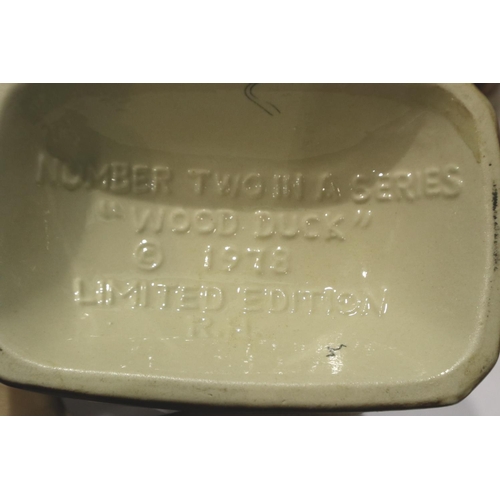 NUMBER TWO IN A SERIES
"WOOD DUCK"
© 1978
LIMITED EDITION
R.H.